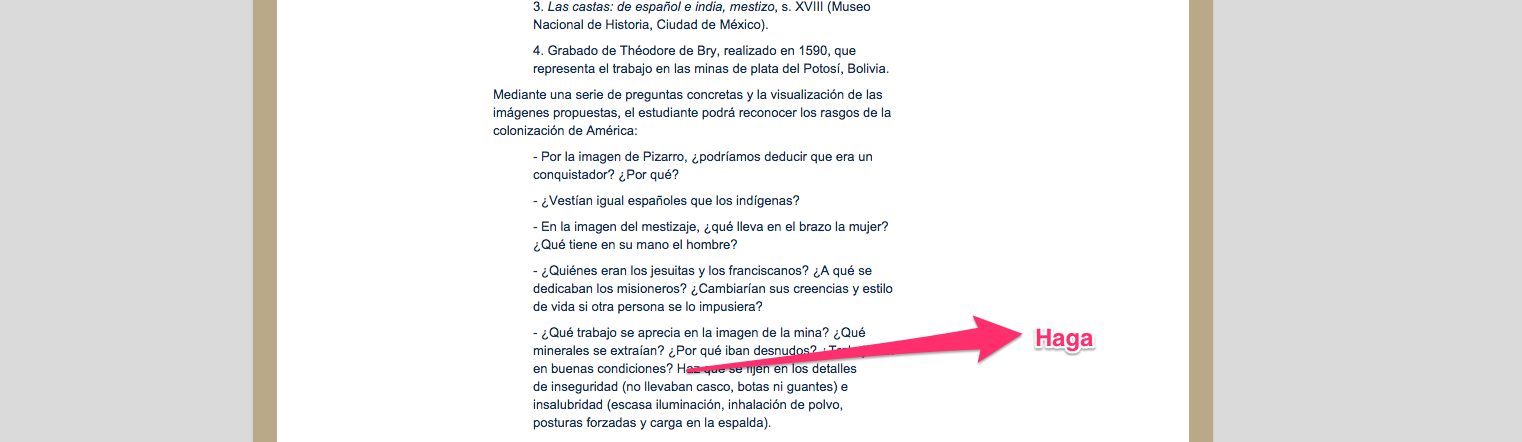 3. Las castas: de español e india, mestizo, s. XVIII (Museo
Nacional de Historia, Ciudad de México).
4. Grabado de Théodore de Bry, realizado en 1590, que
representa el trabajo en las minas de plata del Potosí, Bolivia.
Mediante una serie de preguntas concretas y la visualización de las
imágenes propuestas, el estudiante podrá reconocer los rasgos de la
colonización de América:
- Por la imagen de Pizarro, ¿podríamos deducir que era un
conquistador? ¿Por qué?
- ¿Vestían igual españoles que los indígenas?
- En la imagen del mestizaje, ¿qué lleva en el brazo la mujer?
¿Qué tiene en su mano el hombre?
- ¿Quiénes eran los jesuitas y los franciscanos? ¿A qué se
dedicaban los misioneros? ¿Cambiarían sus creencias y estilo
de vida si otra persona se lo impusiera?
- ¿Qué trabajo se aprecia en la imagen de la mina? ¿Qué
minerales se extraían? ¿Por qué iban desnudos?
en buenas condiciones? Haz que se fijen en los detalles
de inseguridad (no llevaban casco, botas ni guantes) e
insalubridad (escasa iluminación, inhalación de polvo,
posturas forzadas y carga en la espalda).
Haga